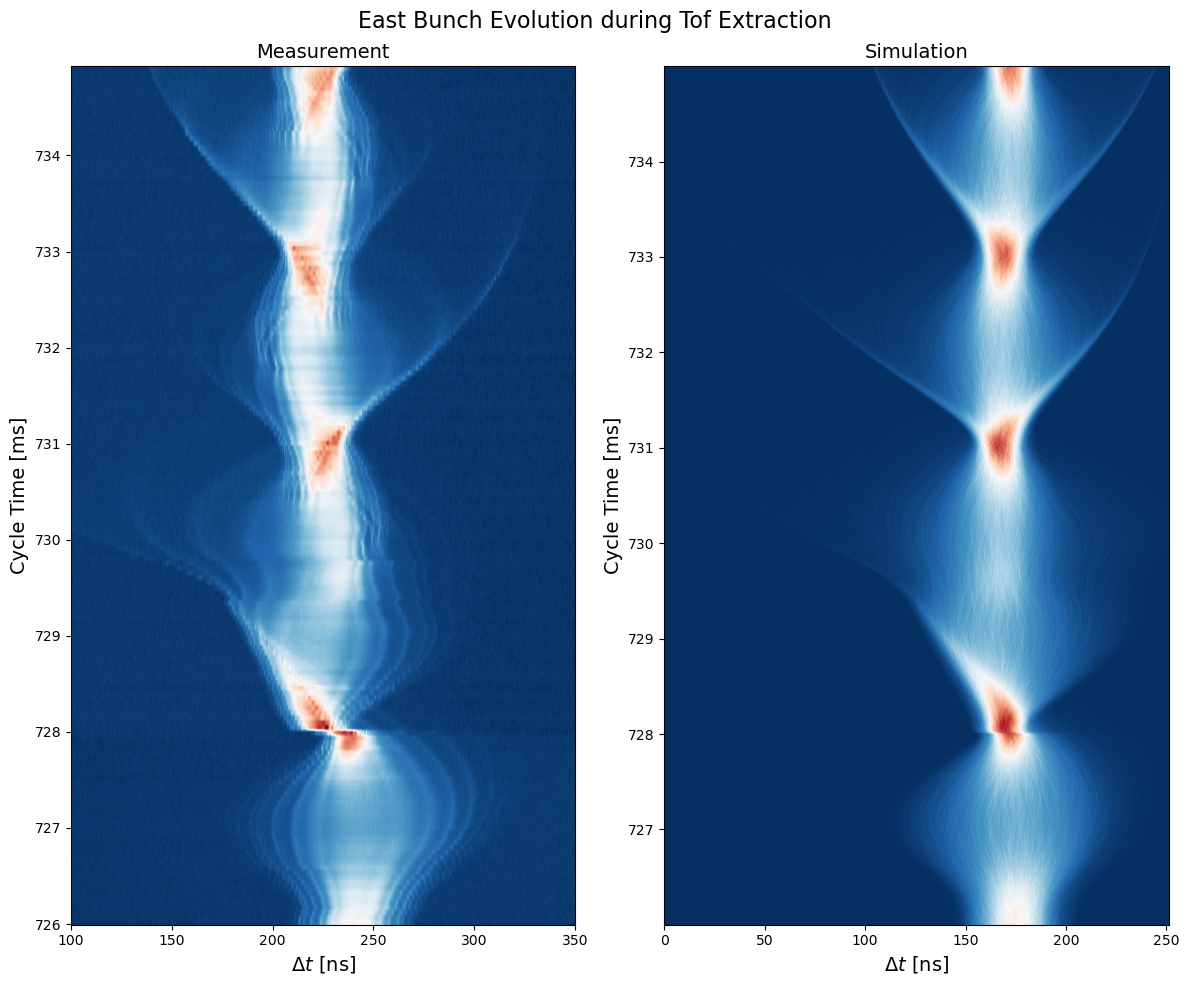 East Bunch Evolution during Tof Extraction
Measurement
Simulation
734
733
732
731
730
729
728
727
726
Cycle Time [ms]
100 150 200 250 300 350
Δt [ns]
734
733
732
731
730
729
728
727
Cycle Time [ms]
0 50 100 150 200 250
Δt [ns]